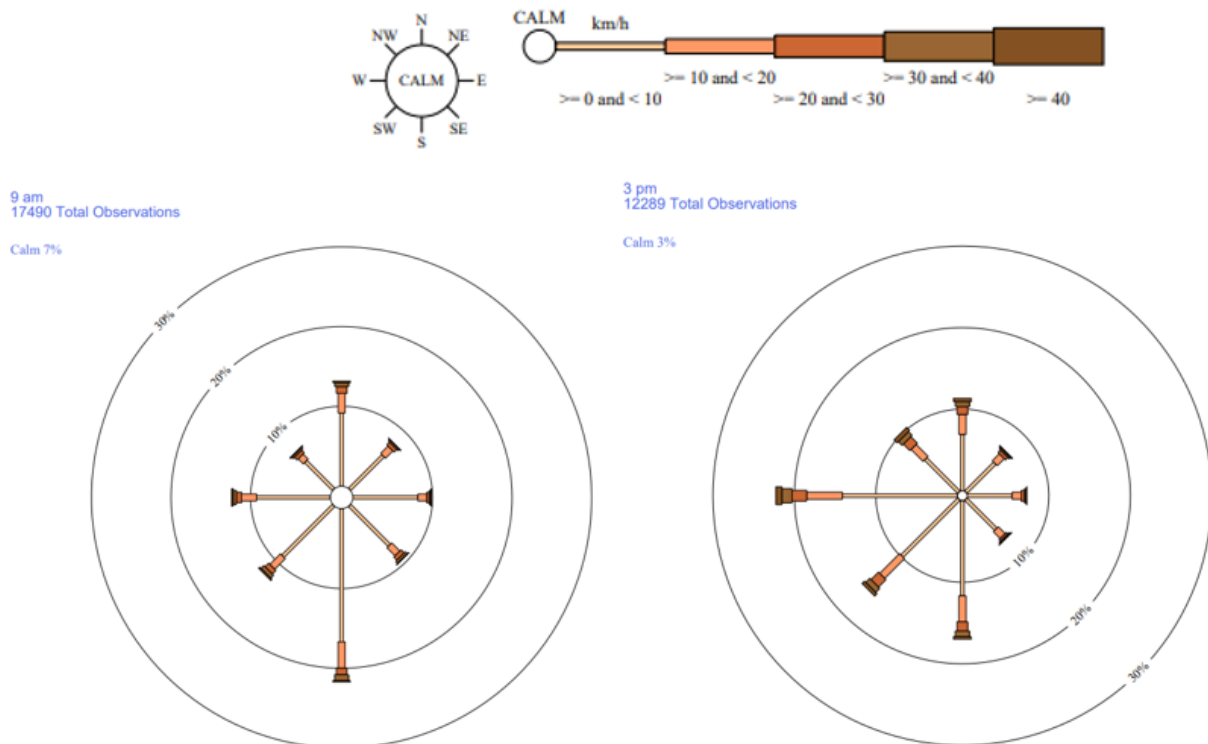 CALM
km/h
N
NW
NE
W
CALM
E
SW
SE
S
>= 10 and < 20
>= 30 and < 40
>= 0 and < 10
>= 20 and < 30
>= 40
9 am
17490 Total Observations
Calm 7%
3 pm
12289 Total Observations
Calm 3%
30%
20%
10%
10%
20%
30%